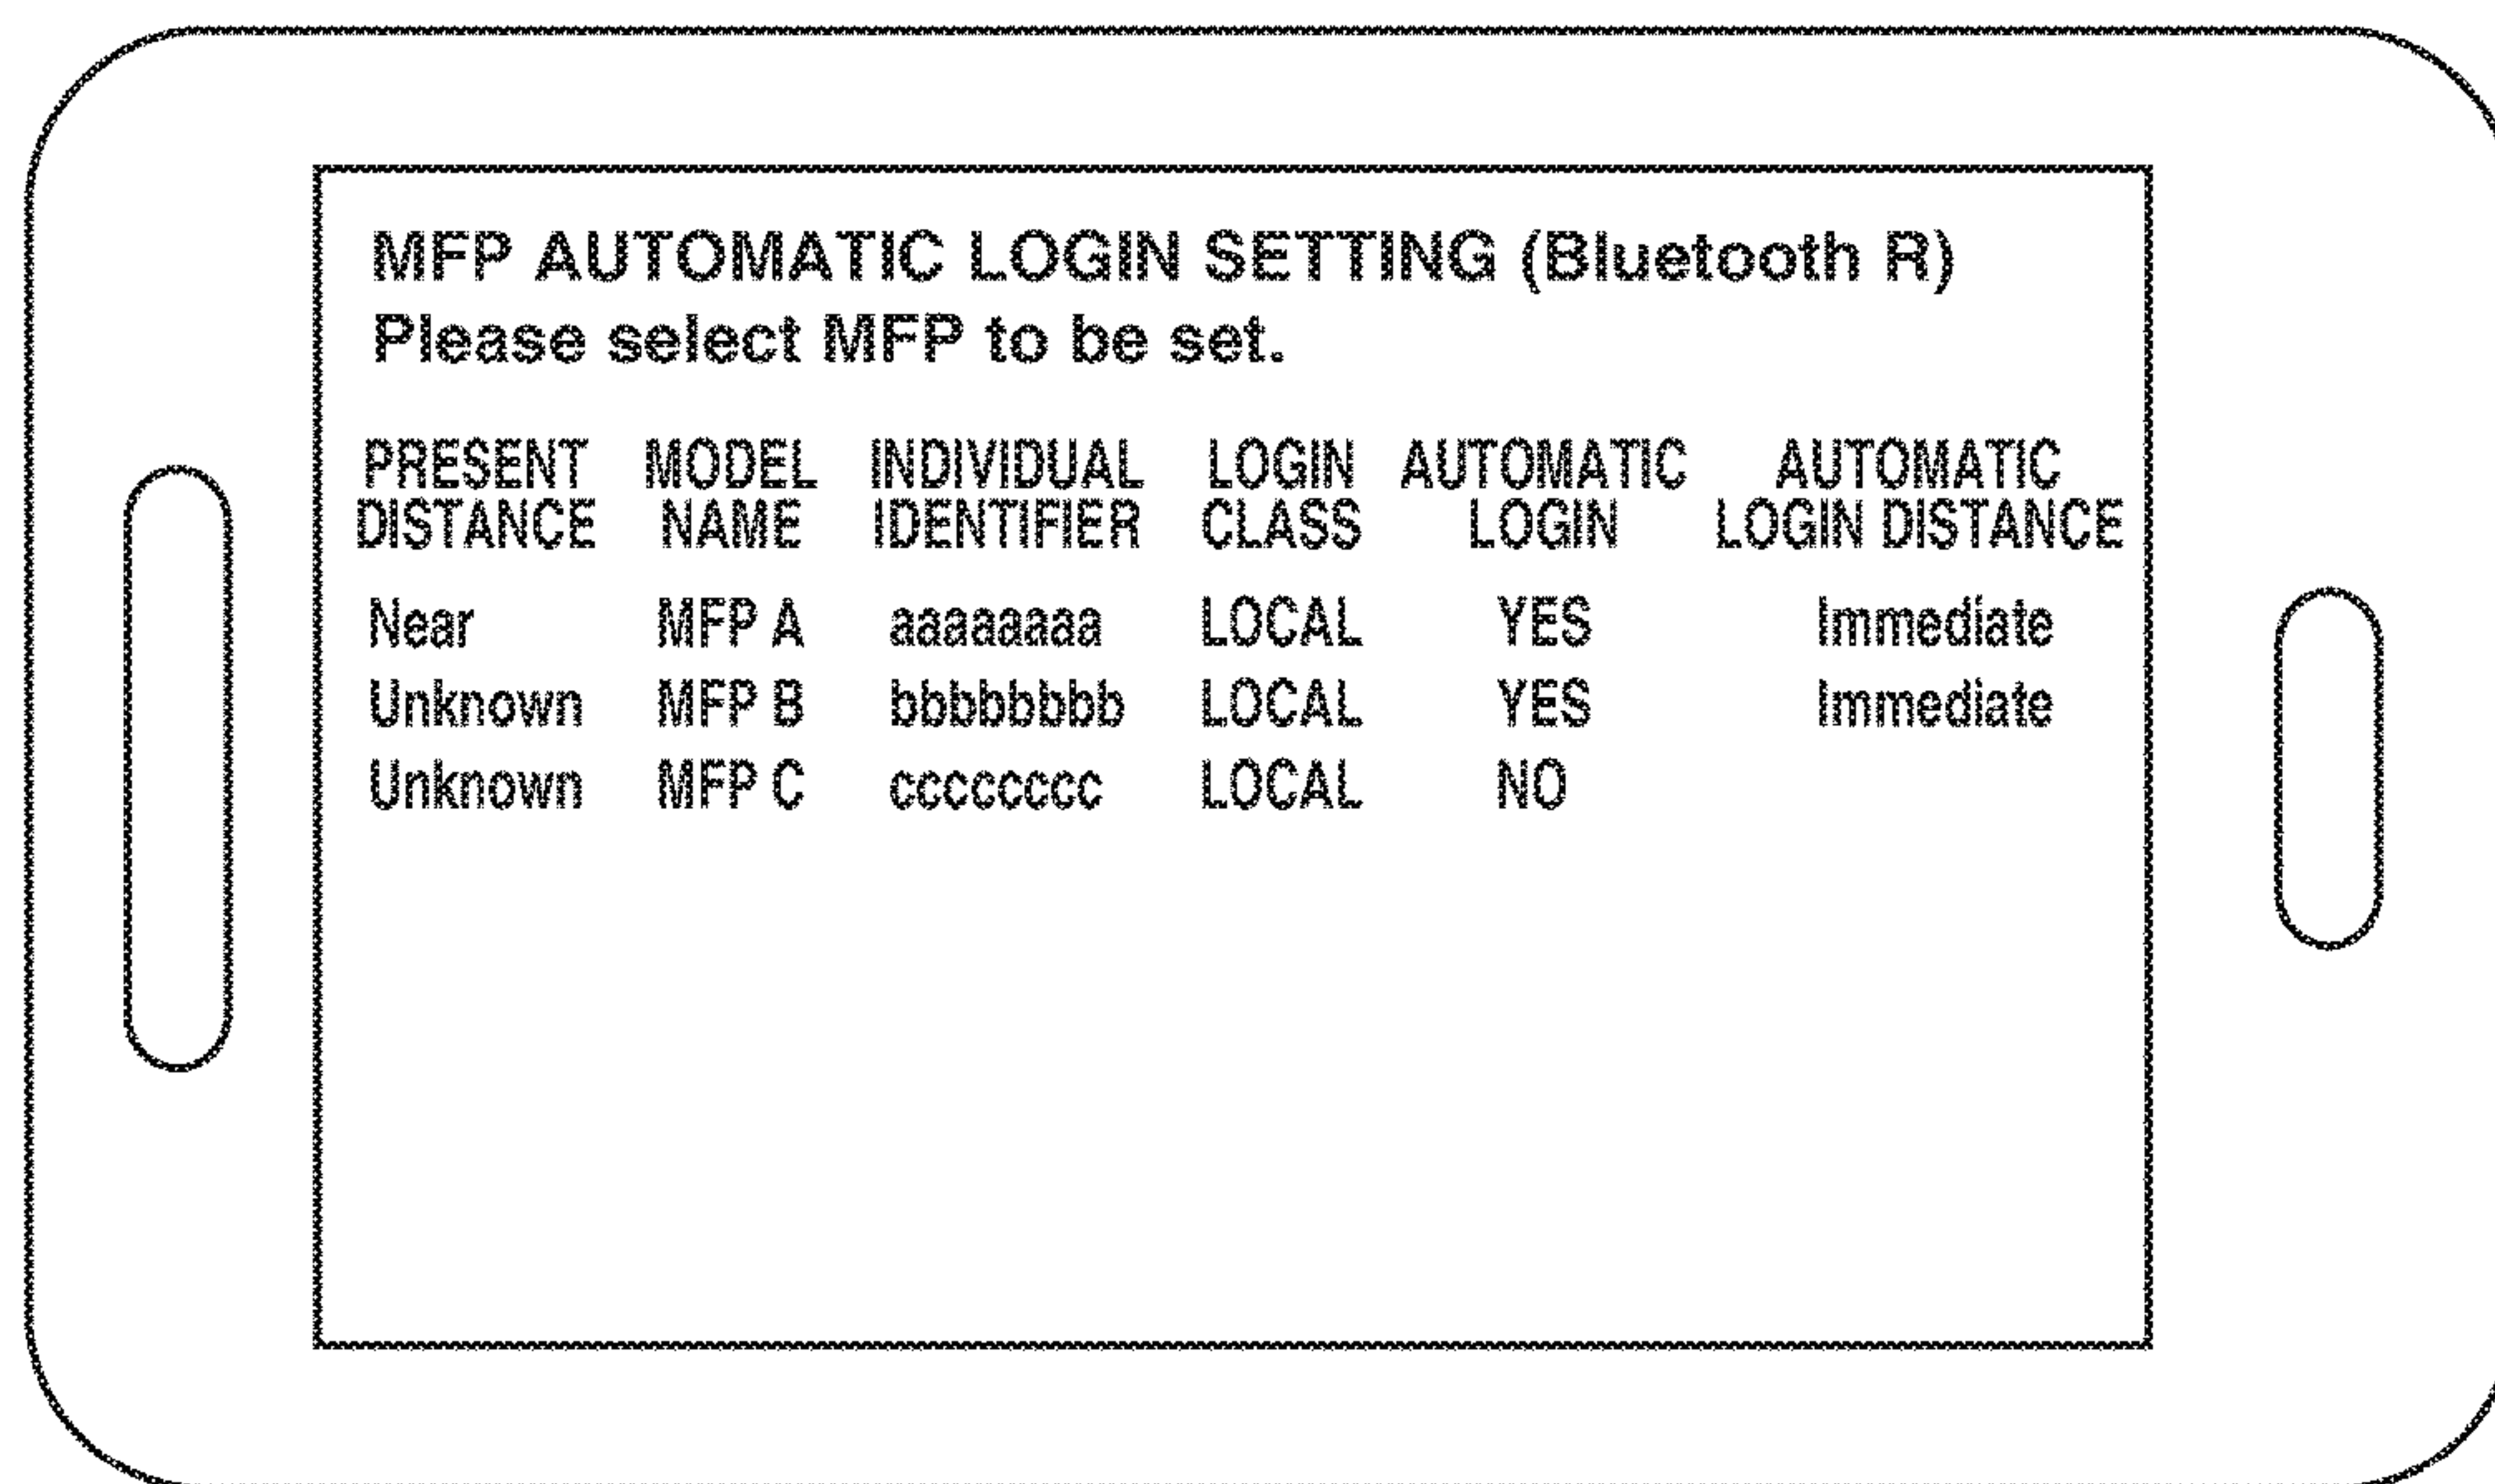 MFP AUTOMATIC LOGIN SETTING (Bluetooth R)
Please select MFP to be set.
PRESENT MODEL INDIVIDUAL LOGIN AUTOMATIC AUTOMATIC
DISTANCE NAME IDENTIFIER CLASS LOGIN LOGIN DISTANCE
Near MFP A aaaaaaaa LOCAL YES Immediate
Unknown MFP B bbbbbbbb LOCAL YES Immediate
Unknown MFP C cccccccc LOCAL NO